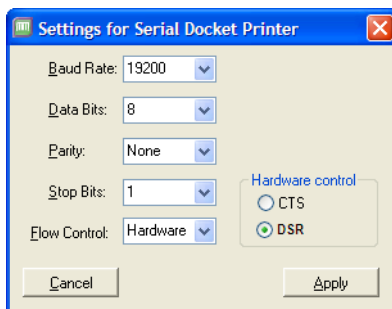 Settings for Serial Docket Printer
Baud Rate: 19200
Data Bits: 8
Parity: None
Stop Bits: 1
Hardware control
CTS
Flow Control: Hardware
DSR
Cancel
Apply